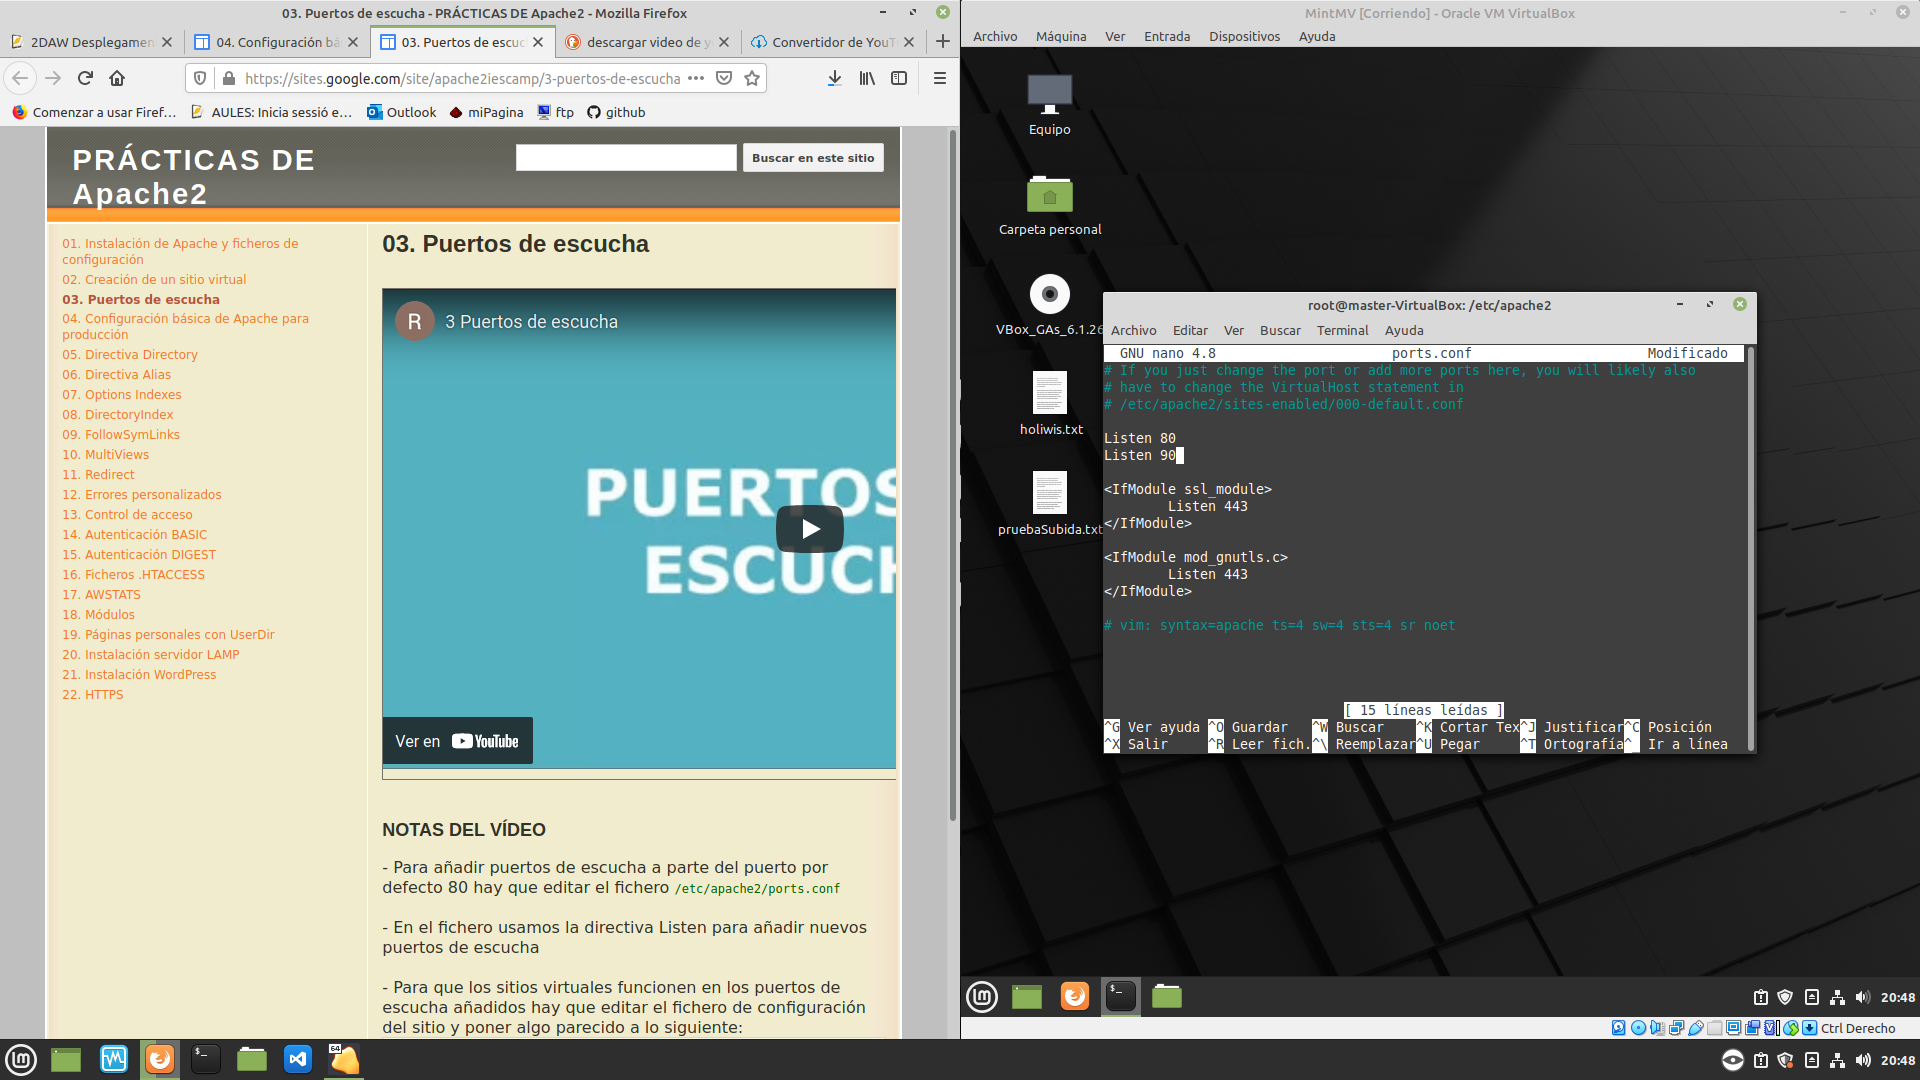 03. Puertos de escucha - PRÁCTICAS DE Apache2 - Mozilla Firefox
2DAW Desplegamen
04. Configuración bá
03. Puertos de escuc
descargar video de y
Convertidor de YouT
https://sites.google.com/site/apache2iescamp/3-puertos-de-escucha
Comenzar a usar Firef…
AULES: Inicia sessió e…
Outlook
miPagina
ftp
github
PRÁCTICAS DE
Apache2
Buscar en este sitio
01. Instalación de Apache y ficheros de
configuración
02. Creación de un sitio virtual
03. Puertos de escucha
04. Configuración básica de Apache para
producción
05. Directiva Directory
06. Directiva Alias
07. Options Indexes
08. DirectoryIndex
09. FollowSymLinks
10. MultiViews
11. Redirect
12. Errores personalizados
13. Control de acceso
14. Autenticación BASIC
15. Autenticación DIGEST
16. Ficheros .HTACCESS
17. AWSTATS
18. Módulos
19. Páginas personales con UserDir
20. Instalación servidor LAMP
21. Instalación WordPress
22. HTTPS
03. Puertos de escucha
R
3 Puertos de escucha
PUERTOS
ESCUCH
Ver en YouTube
NOTAS DEL VÍDEO
- Para añadir puertos de escucha a parte del puerto por
defecto 80 hay que editar el fichero /etc/apache2/ports.conf
- En el fichero usamos la directiva Listen para añadir nuevos
puertos de escucha
- Para que los sitios virtuales funcionen en los puertos de
escucha añadidos hay que editar el fichero de configuración
del sitio y poner algo parecido a lo siguiente:
MintMV [Corriendo] - Oracle VM VirtualBox
Archivo Máquina Ver Entrada Dispositivos Ayuda
Equipo
Carpeta personal
VBox_GAs_6.1.26
holiwis.txt
pruebaSubida.txt
root@master-VirtualBox: /etc/apache2
Archivo Editar Ver Buscar Terminal Ayuda
GNU nano 4.8 ports.conf Modificado
# If you just change the port or add more ports here, you will likely also
# have to change the VirtualHost statement in
# /etc/apache2/sites-enabled/000-default.conf
Listen 80
Listen 90
<IfModule ssl_module>
Listen 443
</IfModule>
<IfModule mod_gnutls.c>
Listen 443
</IfModule>
# vim: syntax=apache ts=4 sw=4 sts=4 sr noet
[ 15 líneas leídas ]
^G Ver ayuda ^O Guardar ^W Buscar ^K Cortar Tex ^J Justificar ^C Posición
^X Salir ^R Leer fich. ^\ Reemplazar ^U Pegar ^T Ortografía ^_ Ir a línea
20:48
Ctrl Derecho
64
20:48